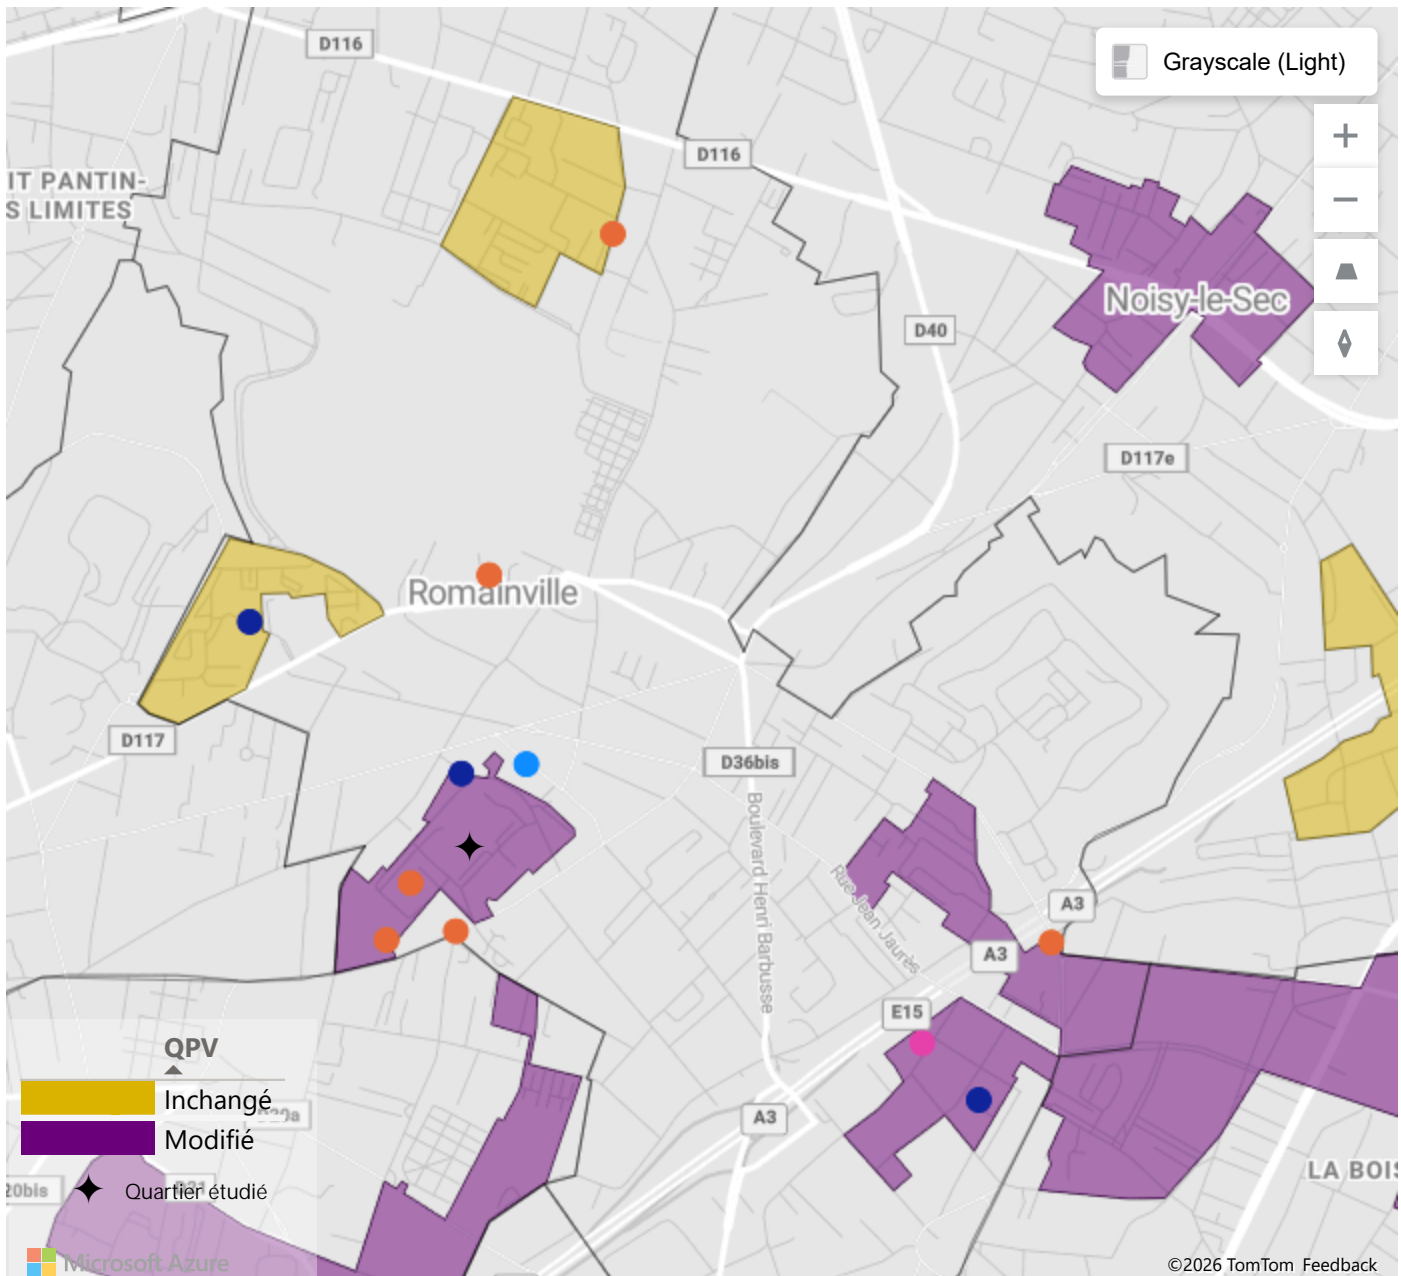 D116
Grayscale (Light)
D116
IT PANTIN-
S LIMITES
Noisy-le-Sec
D40
D117e
Romainville
D117
D36bis
Boulevard Henri Barbusse
Rue Jean Jaurès
A3
A3
E15
QPV
Inchangé
Modifié
A3
20bis
Quartier étudié
LA BOIS
Microsoft Azure
©2026 TomTom Feedback